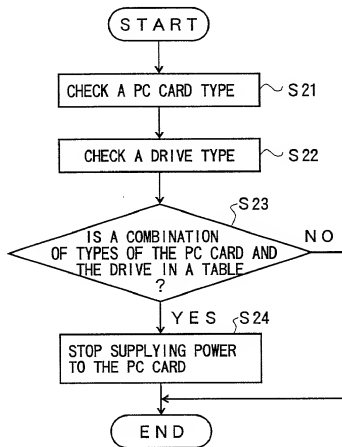 START
CHECK A PC CARD TYPE
S21
CHECK A DRIVE TYPE
S22
S23
IS A COMBINATION
OF TYPES OF THE PC CARD AND
THE DRIVE IN A TABLE
?
NO
YES
S24
STOP SUPPLYING POWER
TO THE PC CARD
END